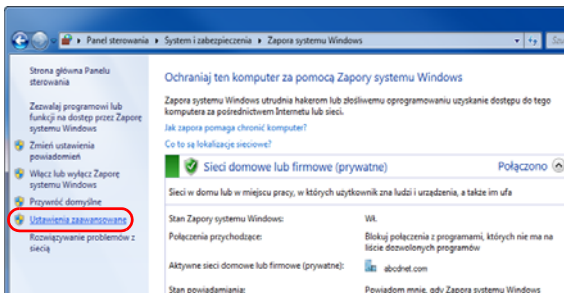 Panel sterowania ▸ System i zabezpieczenia ▸ Zapora systemu Windows
Strona główna Panelu
sterowania
Zezwalaj programowi lub
funkcji na dostęp przez Zaporę
systemu Windows
Zmień ustawienia
powiadomień
Włącz lub wyłącz Zaporę
systemu Windows
Przywróć domyślne
Ustawienia zaawansowane
Rozwiązywanie problemów z
siecią
Ochraniaj ten komputer za pomocą Zapory systemu Windows
Zapora systemu Windows utrudnia hakerom lub złośliwemu oprogramowaniu uzyskanie dostępu do tego
komputera za pośrednictwem Internetu lub sieci.
Jak zapora pomaga chronić komputer?
Co to są lokalizacje sieciowe?
Sieci domowe lub firmowe (prywatne) Połączono
Sieci w domu lub w miejscu pracy, w których użytkownik zna ludzi i urządzenia, a także im ufa
Stan Zapory systemu Windows: Wł.
Połączenia przychodzące: Blokuj połączenia z programami, których nie ma na
liście dozwolonych programów
Aktywne sieci domowe lub firmowe (prywatne): abcdnet.com
Stan powiadamiania: Powiadom mnie, gdy Zapora systemu Windows